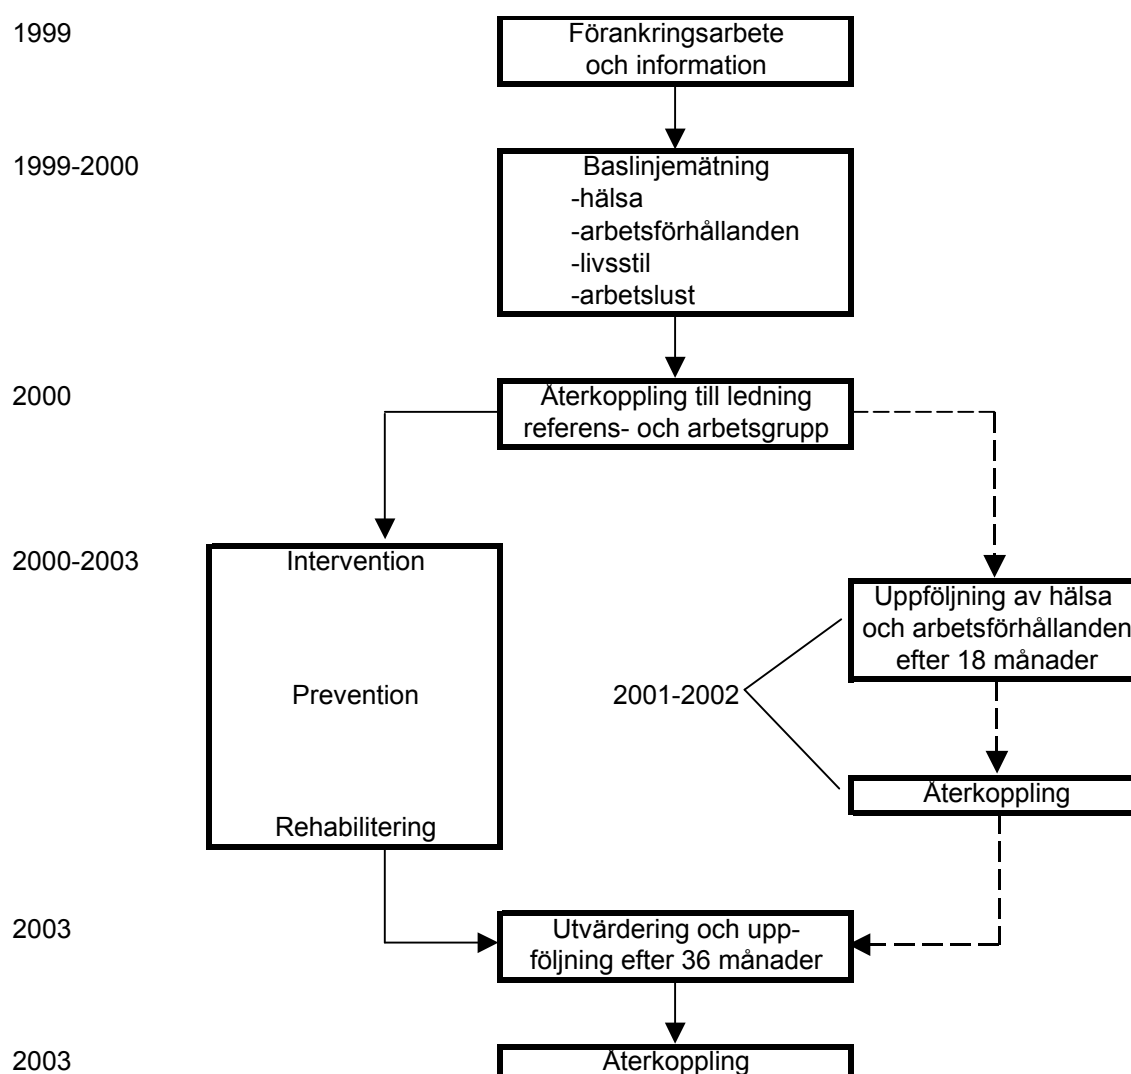 1999
Förankringsarbete
och information
1999-2000
Baslinjemätning
-hälsa
-arbetsförhållanden
-livsstil
-arbetslust
2000
Återkoppling till ledning
referens- och arbetsgrupp
2000-2003
Intervention
Prevention
Rehabilitering
Uppföljning av hälsa
och arbetsförhållanden
efter 18 månader
2001-2002
Återkoppling
2003
Utvärdering och upp-
följning efter 36 månader
2003
Återkoppling